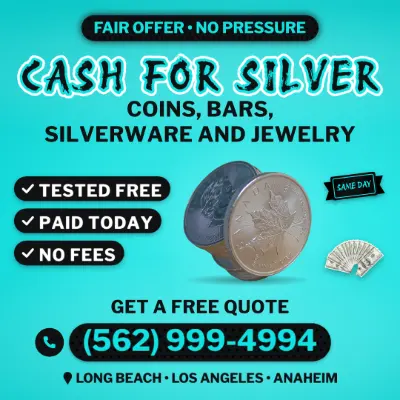 FAIR OFFER • NO PRESSURE
CASH FOR SILVER
COINS, BARS,
SILVERWARE AND JEWELRY
TESTED FREE
SAME DAY
PAID TODAY
NO FEES
GET A FREE QUOTE
(562) 999-4994
LONG BEACH • LOS ANGELES • ANAHEIM